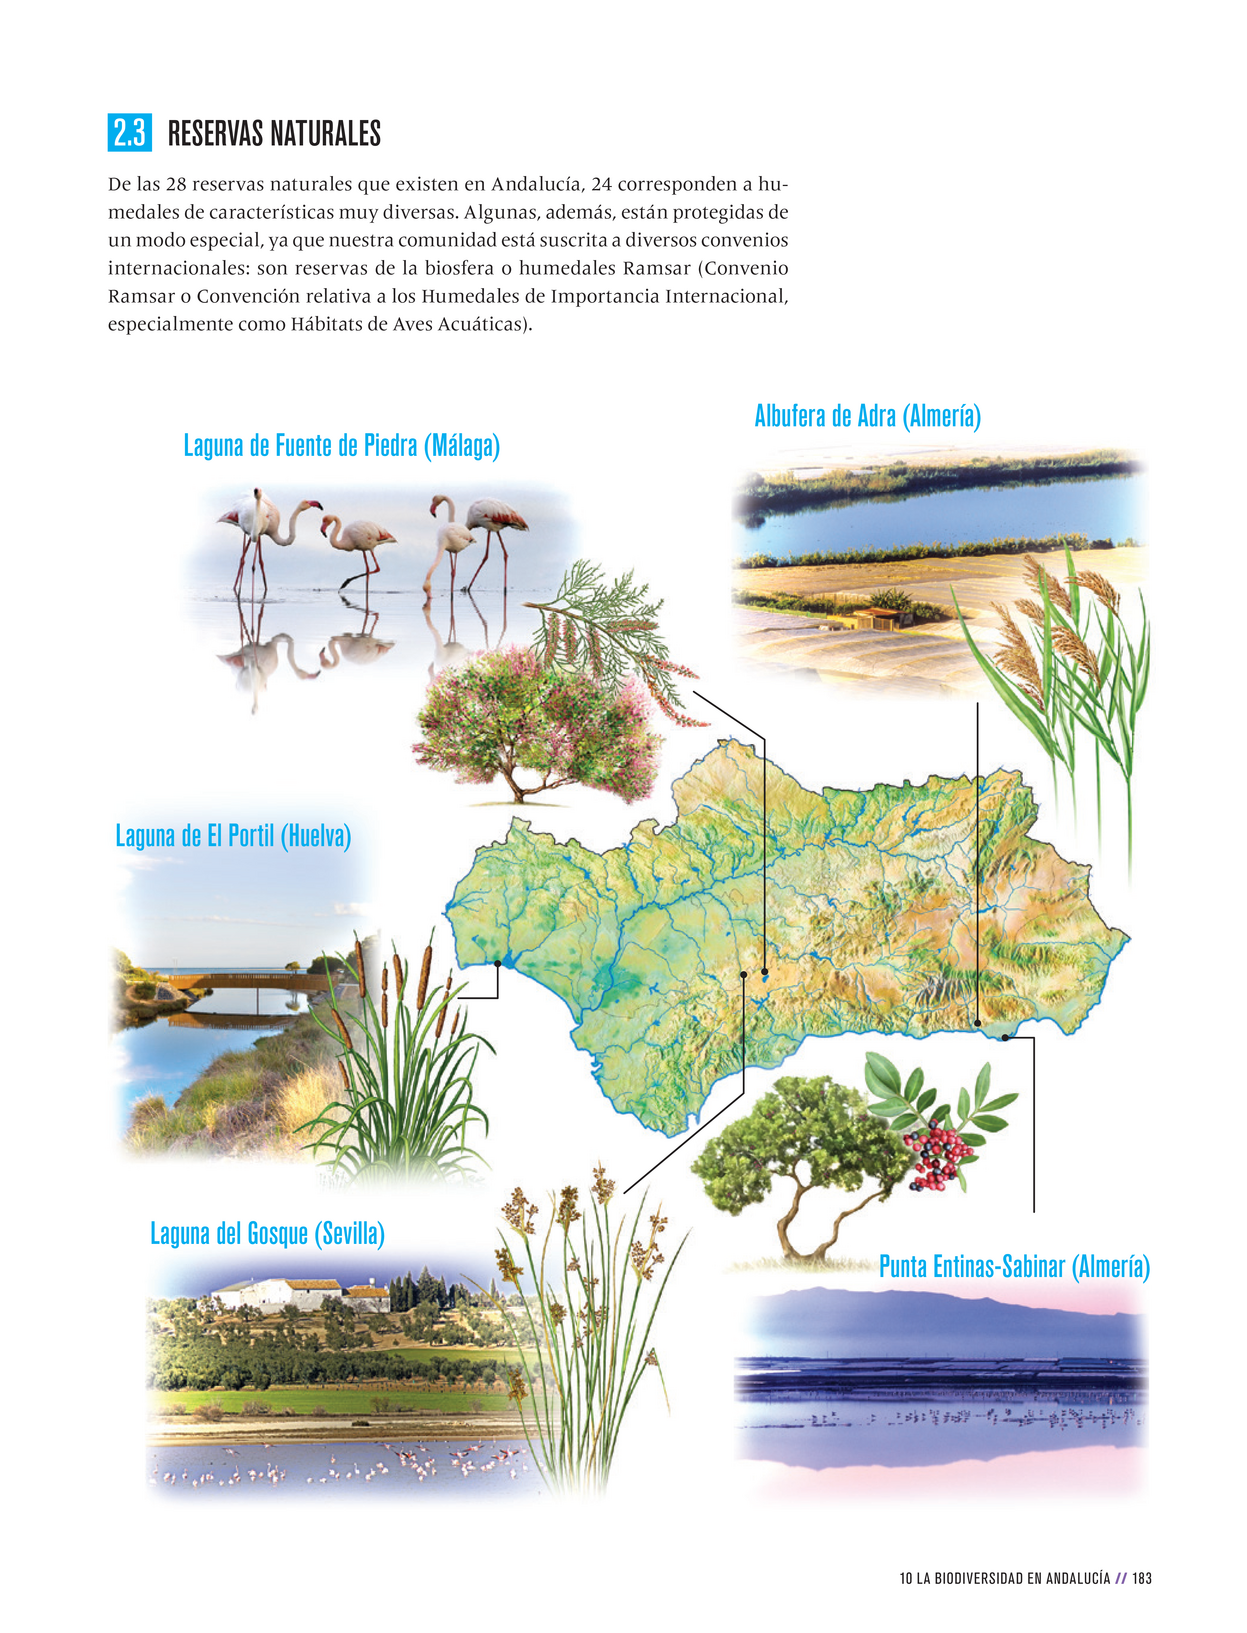 2.3 RESERVAS NATURALES
De las 28 reservas naturales que existen en Andalucía, 24 corresponden a hu-
medales de características muy diversas. Algunas, además, están protegidas de
un modo especial, ya que nuestra comunidad está suscrita a diversos convenios
internacionales: son reservas de la biosfera o humedales Ramsar (Convenio
Ramsar o Convención relativa a los Humedales de Importancia Internacional,
especialmente como Hábitats de Aves Acuáticas).
Albufera de Adra (Almería)
Laguna de Fuente de Piedra (Málaga)
Laguna de El Portil (Huelva)
Laguna del Gosque (Sevilla)
Punta Entinas-Sabinar (Almería)
10 LA BIODIVERSIDAD EN ANDALUCÍA // 183